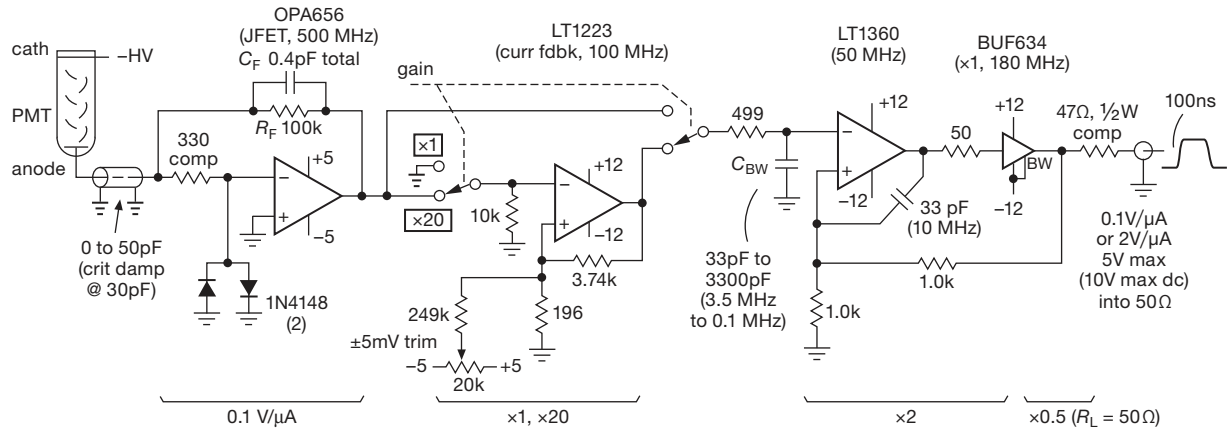 OPA656
(JFET, 500 MHz)
C_F 0.4pF total
R_F 100k
cath
−HV
PMT
anode
330
comp
+5
−
+
−5
0 to 50pF
(crit damp
@ 30pF)
1N4148
(2)
gain
×1
×20
LT1223
(curr fdbk, 100 MHz)
10k
+12
−
+
−12
3.74k
249k
196
±5mV trim
−5
+5
20k
499
C_BW
33pF to
3300pF
(3.5 MHz
to 0.1 MHz)
LT1360
(50 MHz)
+12
−
+
−12
33 pF
(10 MHz)
50
BUF634
(×1, 180 MHz)
+12
BW
−12
1.0k
1.0k
47Ω, ½W
comp
100ns
0.1V/μA
or 2V/μA
5V max
(10V max dc)
into 50Ω
0.1 V/μA
×1, ×20
×2
×0.5 (R_L = 50Ω)